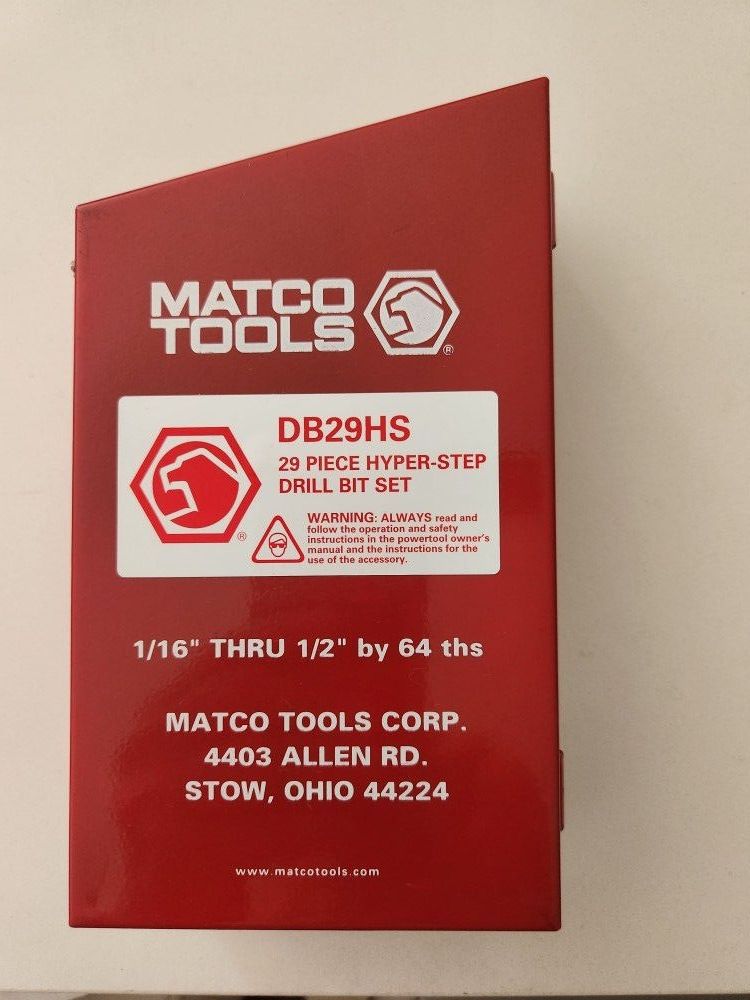 MATCO
TOOLS
®
DB29HS
29 PIECE HYPER-STEP
DRILL BIT SET
®
WARNING: ALWAYS read and
follow the operation and safety
instructions in the powertool owner's
manual and the instructions for the
use of the accessory.
1/16" THRU 1/2" by 64 ths
MATCO TOOLS CORP.
4403 ALLEN RD.
STOW, OHIO 44224
www.matcotools.com